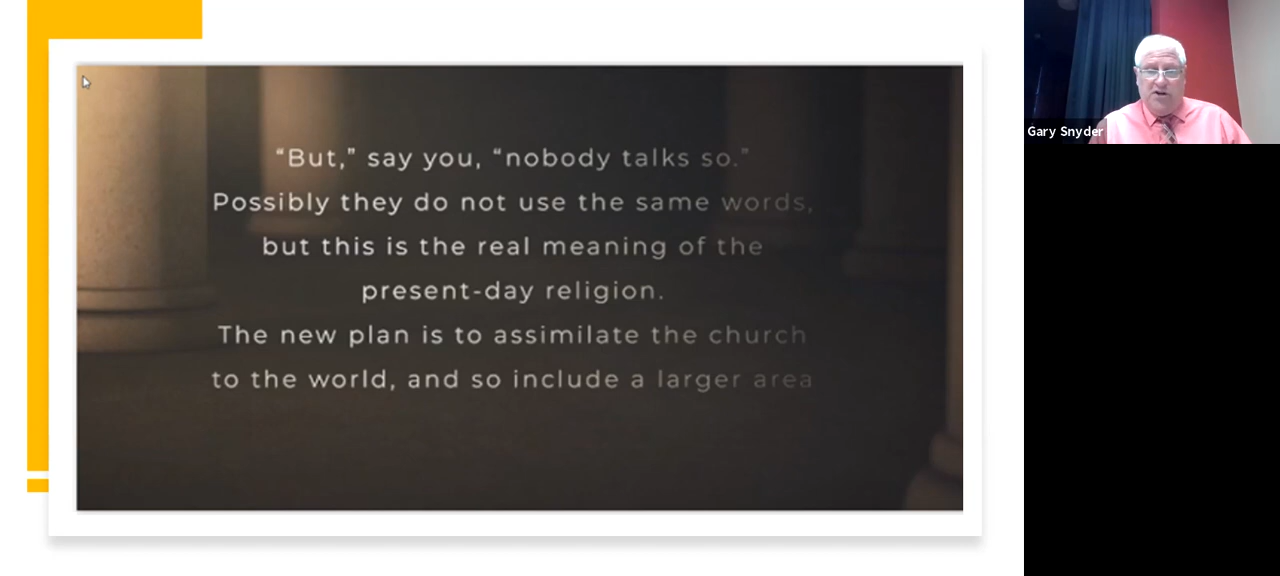 “But,” say you, “nobody talks so.”
Possibly they do not use the same words,
but this is the real meaning of the
present-day religion.
The new plan is to assimilate the church
to the world, and so include a larger area
Gary Snyder